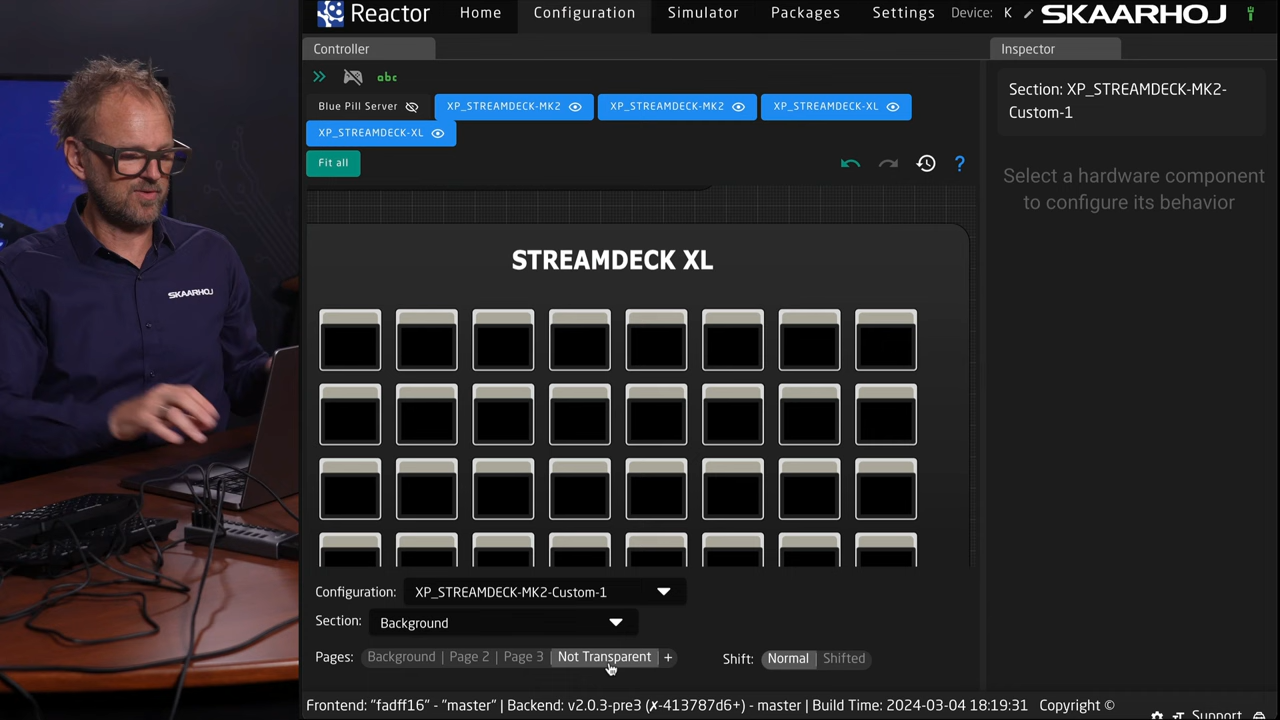 Reactor Home Configuration Simulator Packages Settings Device: K SKAARHOJ
Controller
Inspector
abc
Blue Pill Server XP_STREAMDECK-MK2 XP_STREAMDECK-MK2 XP_STREAMDECK-XL
XP_STREAMDECK-XL
Fit all
?
Section: XP_STREAMDECK-MK2-
Custom-1
Select a hardware component
to configure its behavior
STREAMDECK XL
SKAARHOJ
Configuration: XP_STREAMDECK-MK2-Custom-1
Section: Background
Pages: Background | Page 2 | Page 3 | Not Transparent + Shift: Normal Shifted
Frontend: "fadff16" - "master" | Backend: v2.0.3-pre3 (✗-413787d6+) - master | Build Time: 2024-03-04 18:19:31 Copyright ©
Support